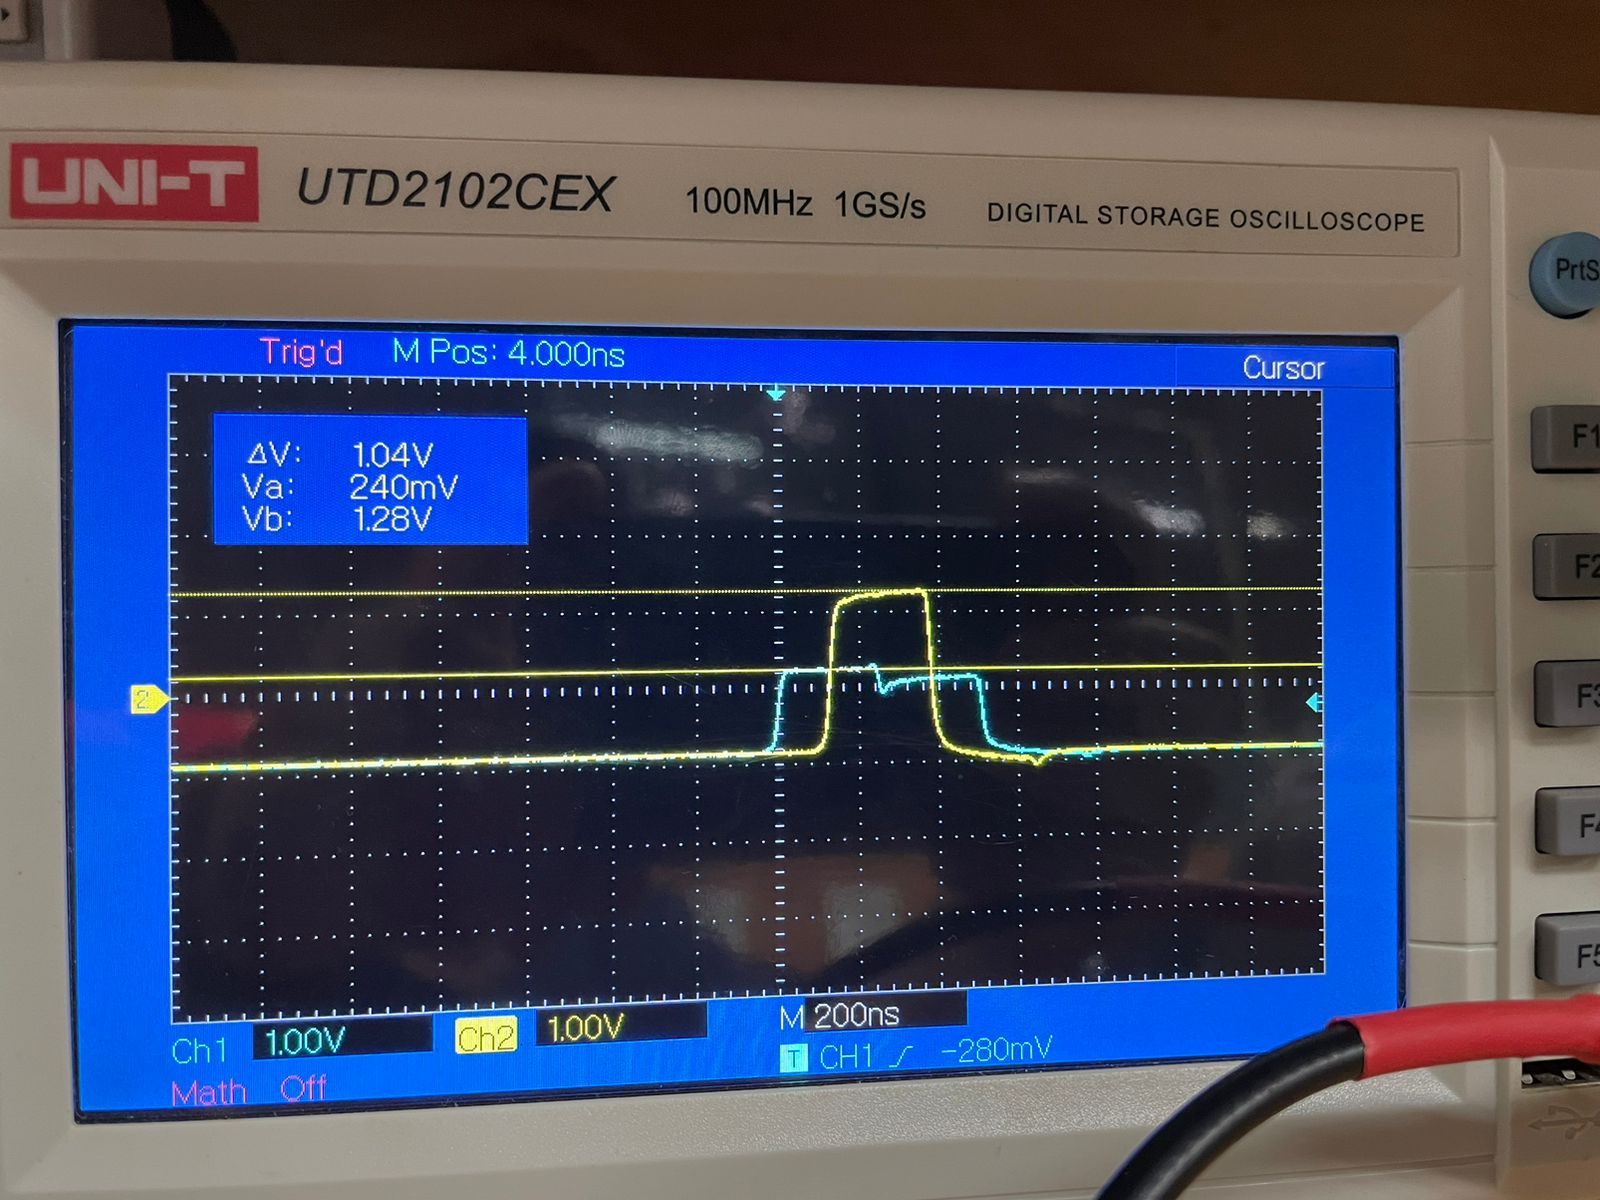 UNI-T UTD2102CEX 100MHz 1GS/s DIGITAL STORAGE OSCILLOSCOPE
PrtS
Trig'd M Pos: 4.000ns Cursor
ΔV: 1.04V
Va: 240mV
Vb: 1.28V
F1
F2
2
F3
F4
F5
Ch1 1.00V Ch2 1.00V M 200ns
T CH1 -280mV
Math Off